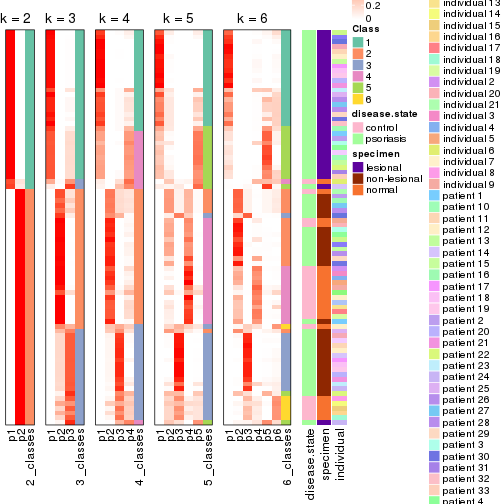 k = 2
k = 3
k = 4
k = 5
k = 6
0.2
0
Class
1
2
3
4
5
6
disease.state
control
psoriasis
specimen
lesional
non-lesional
normal
individual 13
individual 14
individual 15
individual 16
individual 17
individual 18
individual 19
individual 2
individual 20
individual 21
individual 3
individual 4
individual 5
individual 6
individual 7
individual 8
individual 9
patient 1
patient 10
patient 11
patient 12
patient 13
patient 14
patient 15
patient 16
patient 17
patient 18
patient 19
patient 2
patient 20
patient 21
patient 22
patient 23
patient 24
patient 25
patient 26
patient 27
patient 28
patient 29
patient 3
patient 30
patient 31
patient 32
patient 33
patient 4
p1
p2
2_classes
p1
p2
p3
3_classes
p1
p2
p3
p4
4_classes
p1
p2
p3
p4
p5
5_classes
p1
p2
p3
p4
p5
p6
6_classes
disease.state
specimen
individual